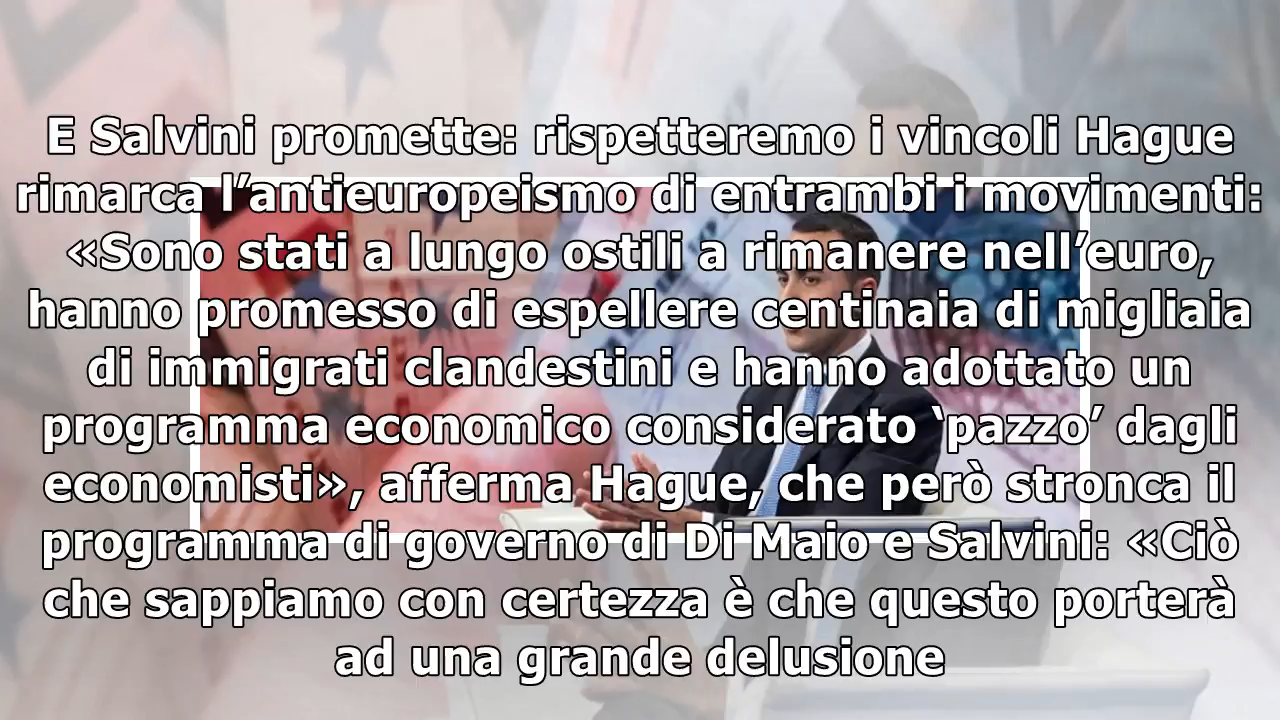 E Salvini promette: rispetteremo i vincoli Hague
rimarca l’antieuropeismo di entrambi i movimenti:
«Sono stati a lungo ostili a rimanere nell’euro,
hanno promesso di espellere centinaia di migliaia
di immigrati clandestini e hanno adottato un
programma economico considerato ‘pazzo’ dagli
economisti», afferma Hague, che però stronca il
programma di governo di Di Maio e Salvini: «Ciò
che sappiamo con certezza è che questo porterà
ad una grande delusione